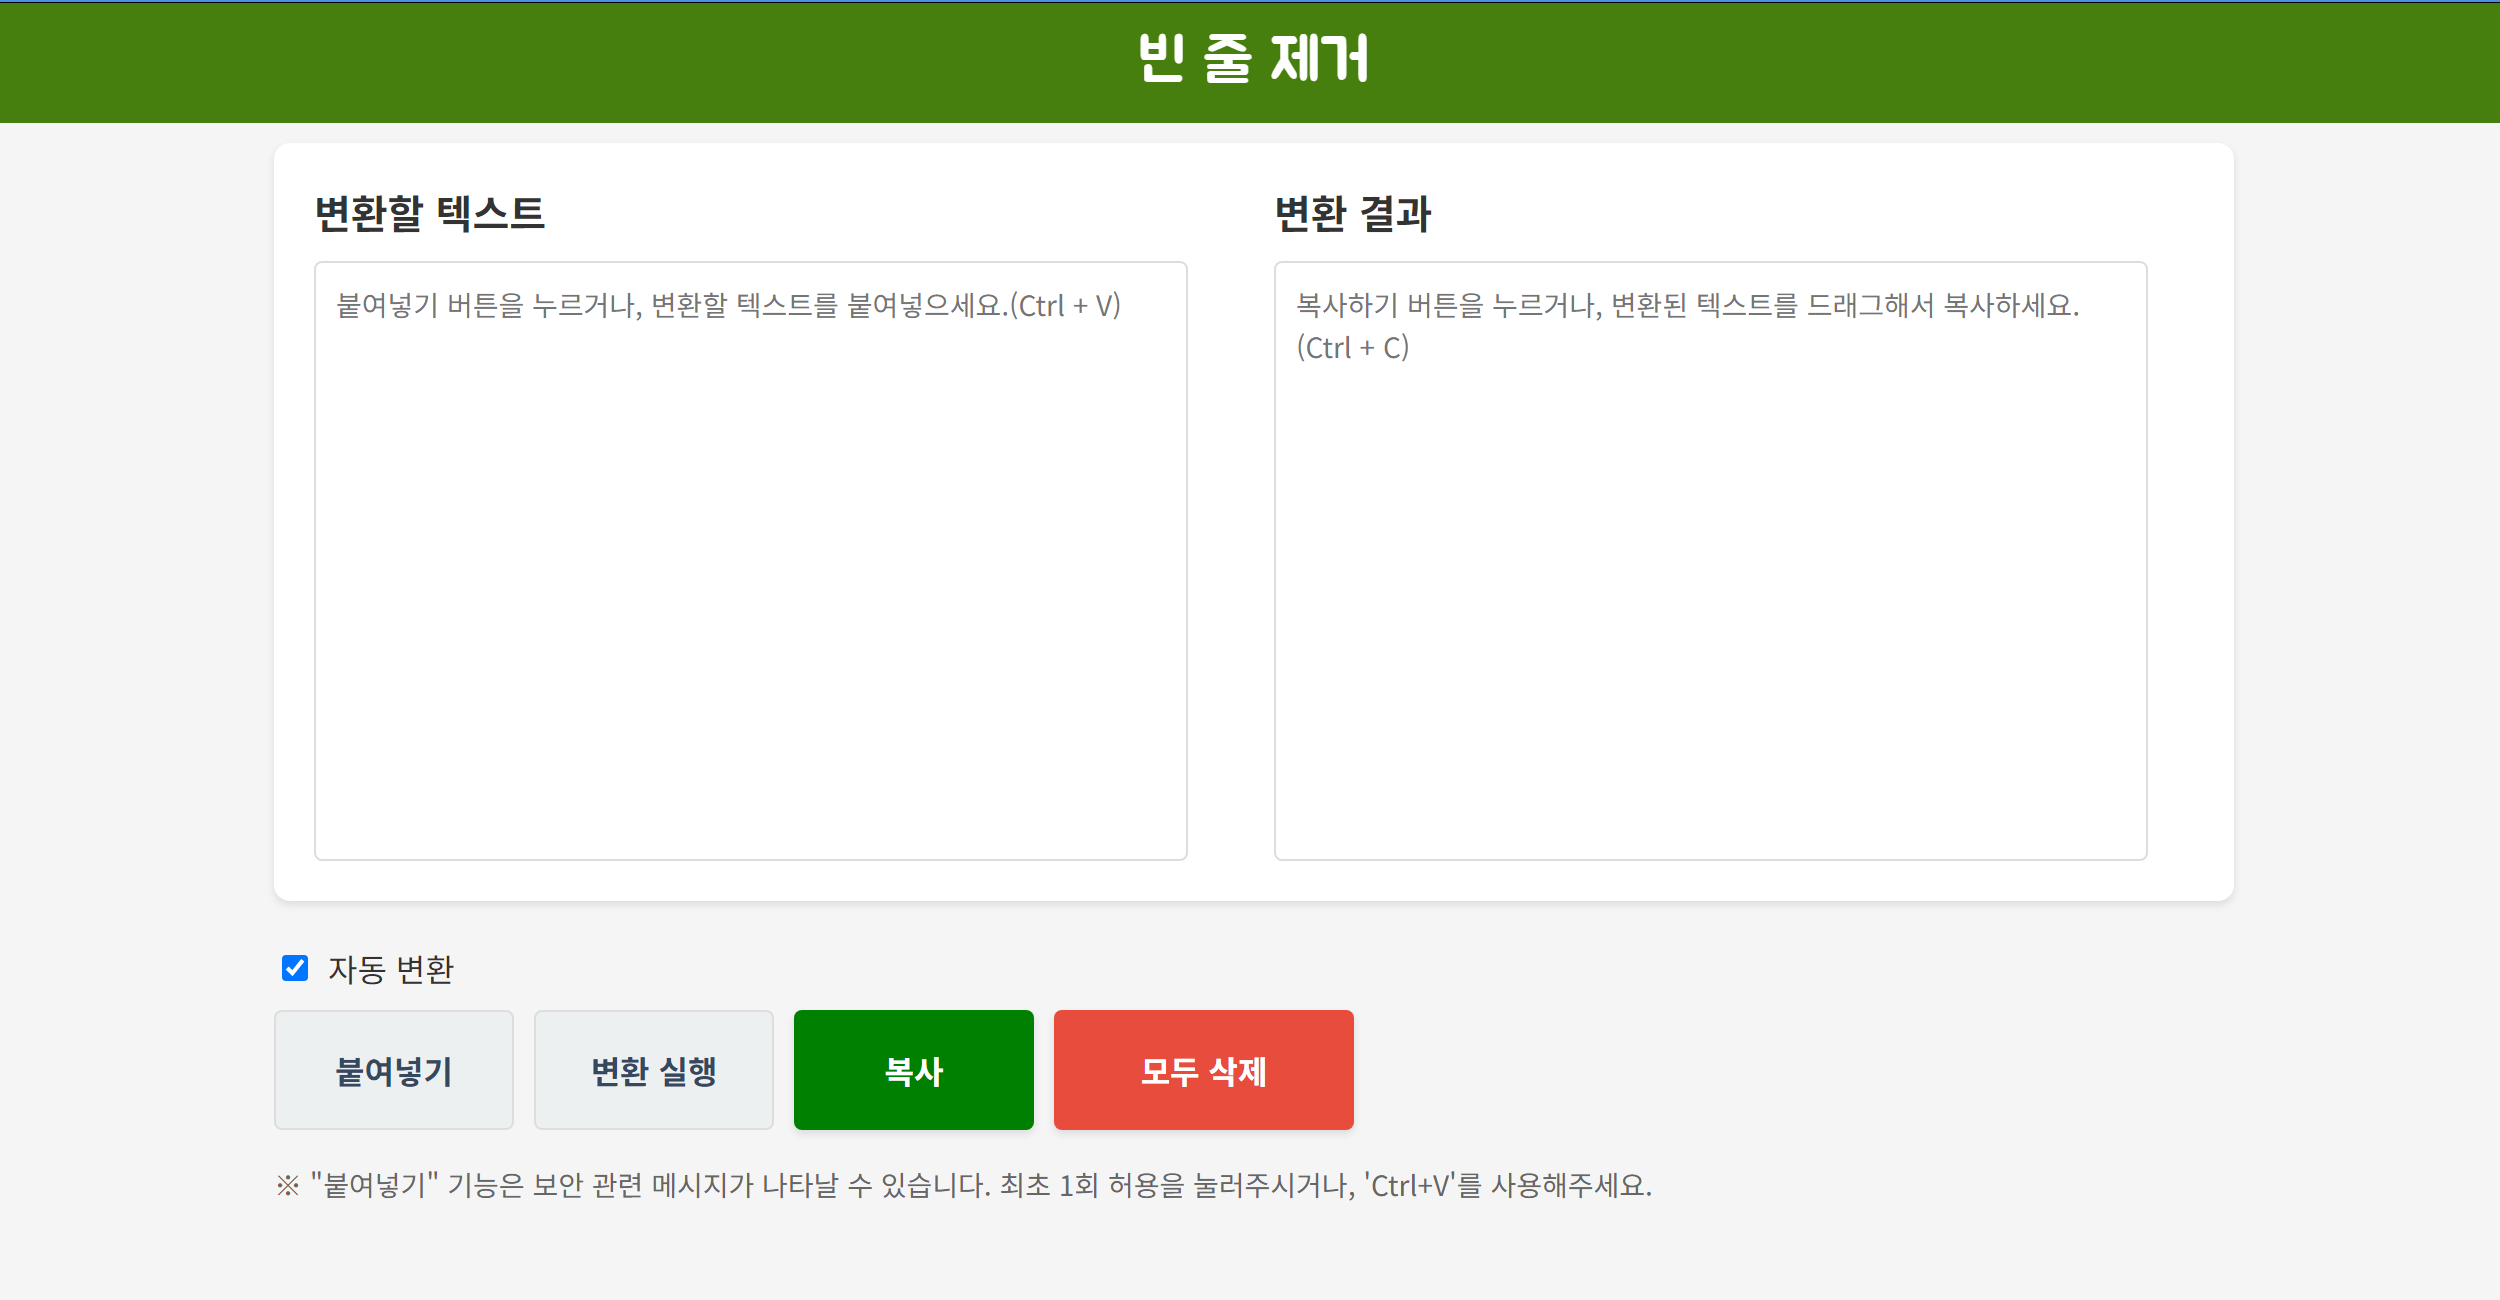 빈 줄 제거
변환할 텍스트
붙여넣기 버튼을 누르거나, 변환할 텍스트를 붙여넣으세요.(Ctrl + V)
변환 결과
복사하기 버튼을 누르거나, 변환된 텍스트를 드래그해서 복사하세요.
(Ctrl + C)
자동 변환
붙여넣기
변환 실행
복사
모두 삭제
※ "붙여넣기" 기능은 보안 관련 메시지가 나타날 수 있습니다. 최초 1회 허용을 눌러주시거나, 'Ctrl+V'를 사용해주세요.